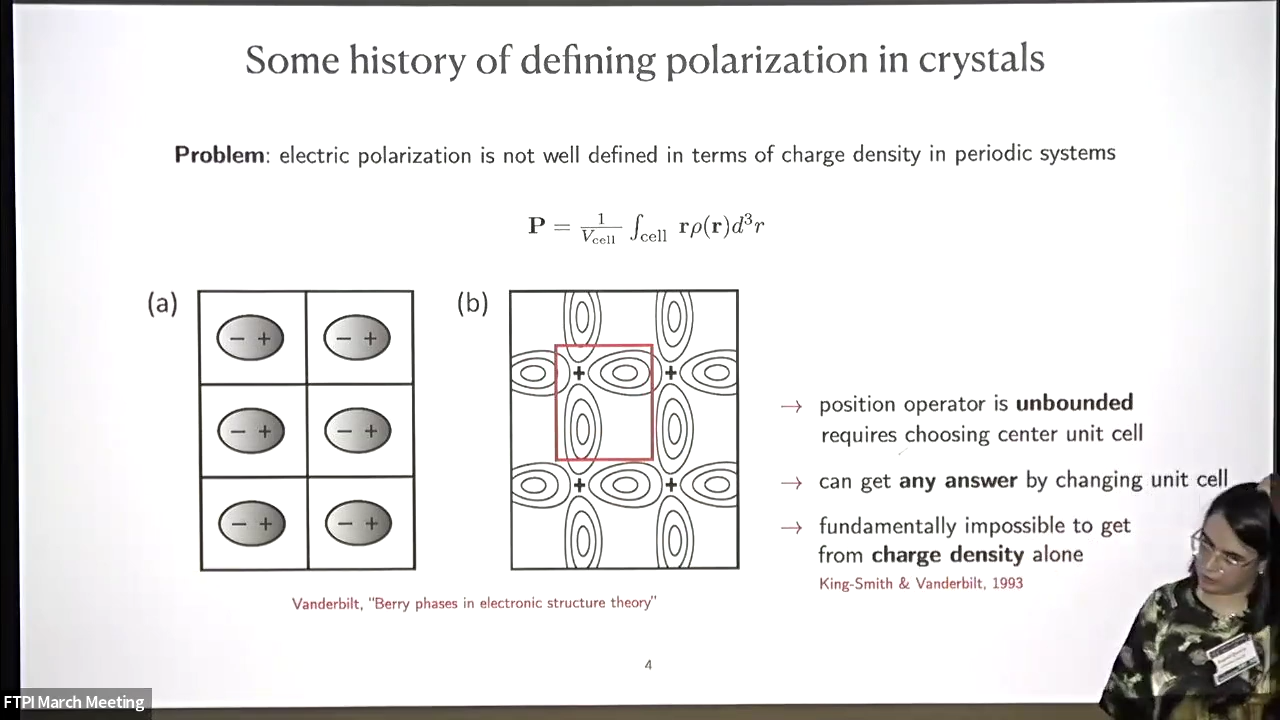 Some history of defining polarization in crystals
Problem: electric polarization is not well defined in terms of charge density in periodic systems
P = 1/V_cell ∫_cell rρ(r)d³r
(a)
(b)
− + − +
− + − +
− + − +
+ +
+ +
→ position operator is unbounded
requires choosing center unit cell
→ can get any answer by changing unit cell
→ fundamentally impossible to get
from charge density alone
King-Smith & Vanderbilt, 1993
Vanderbilt, "Berry phases in electronic structure theory"
4
FTPI March Meeting